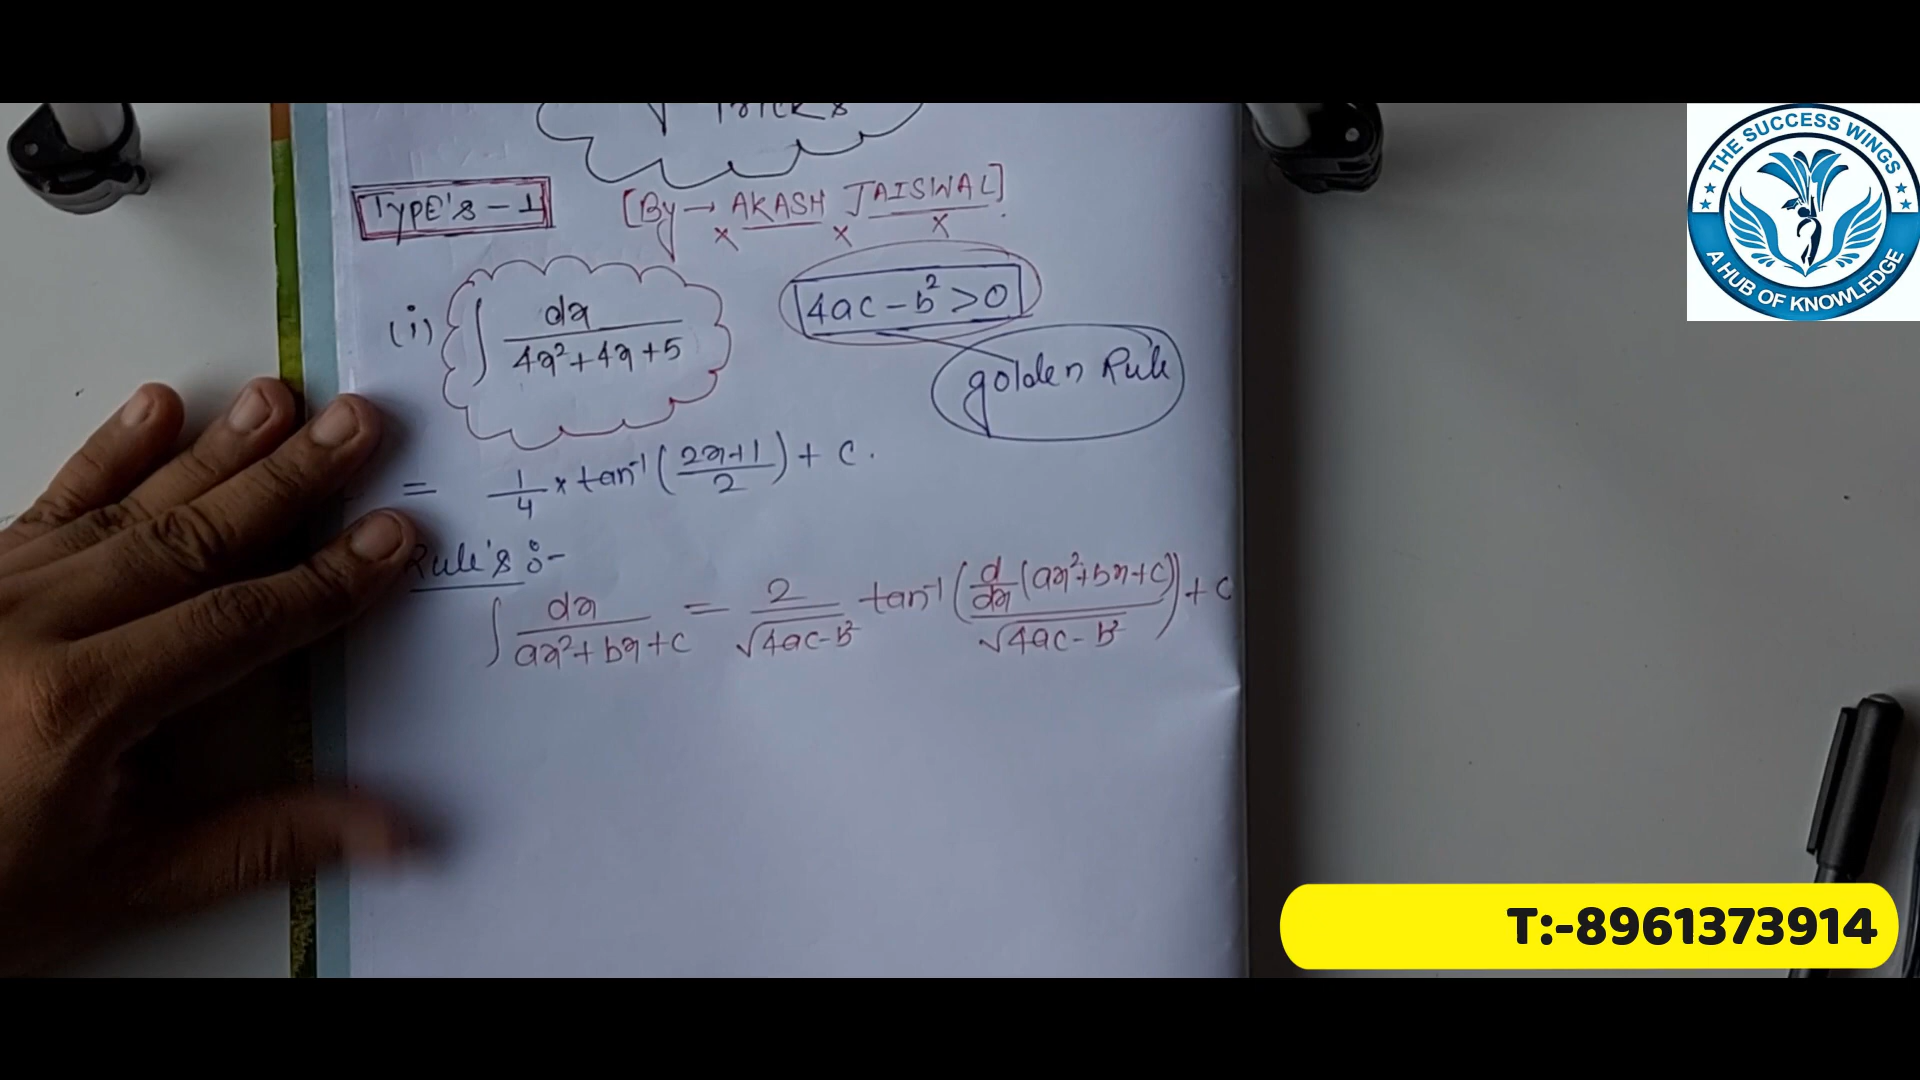 Tricks
Type's - 1
[By → AKASH JAISWAL]
(i) ∫ dx / 4x² + 4x + 5
4ac - b² > 0
golden Rule
= 1/4 × tan⁻¹ ( 2x+1 / 2 ) + c.
Rule's :-
∫ dx / ax² + bx + c = 2 / √4ac-b² tan⁻¹ ( d/dx (ax²+bx+c) / √4ac-b² ) + c
THE SUCCESS WINGS
A HUB OF KNOWLEDGE
T:-8961373914